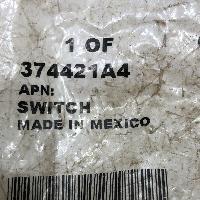 1 OF
374421A4
APN:
SWITCH
MADE IN MEXICO